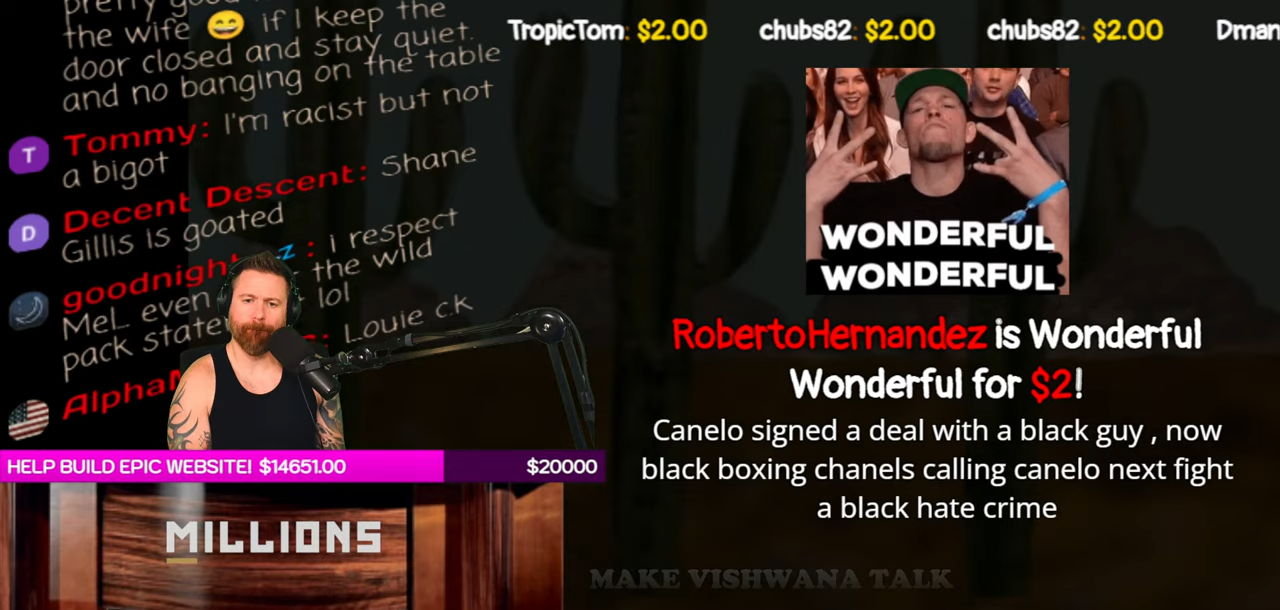 pretty good
the wife 😄 if I keep the
door closed and stay quiet.
and no banging on the table
T Tommy: I'm racist but not
a bigot
D Decent Descent: Shane
Gillis is goated
goodnight z : i respect
Mel even the wild
pack state lol
Louie c.k
Alpha
TropicTom: $2.00 chubs82: $2.00 chubs82: $2.00 Dman
WONDERFUL
WONDERFUL
RobertoHernandez is Wonderful
Wonderful for $2!
Canelo signed a deal with a black guy , now
black boxing chanels calling canelo next fight
a black hate crime
HELP BUILD EPIC WEBSITE! $14651.00 $20000
MILLIONS
MAKE VISHWANA TALK